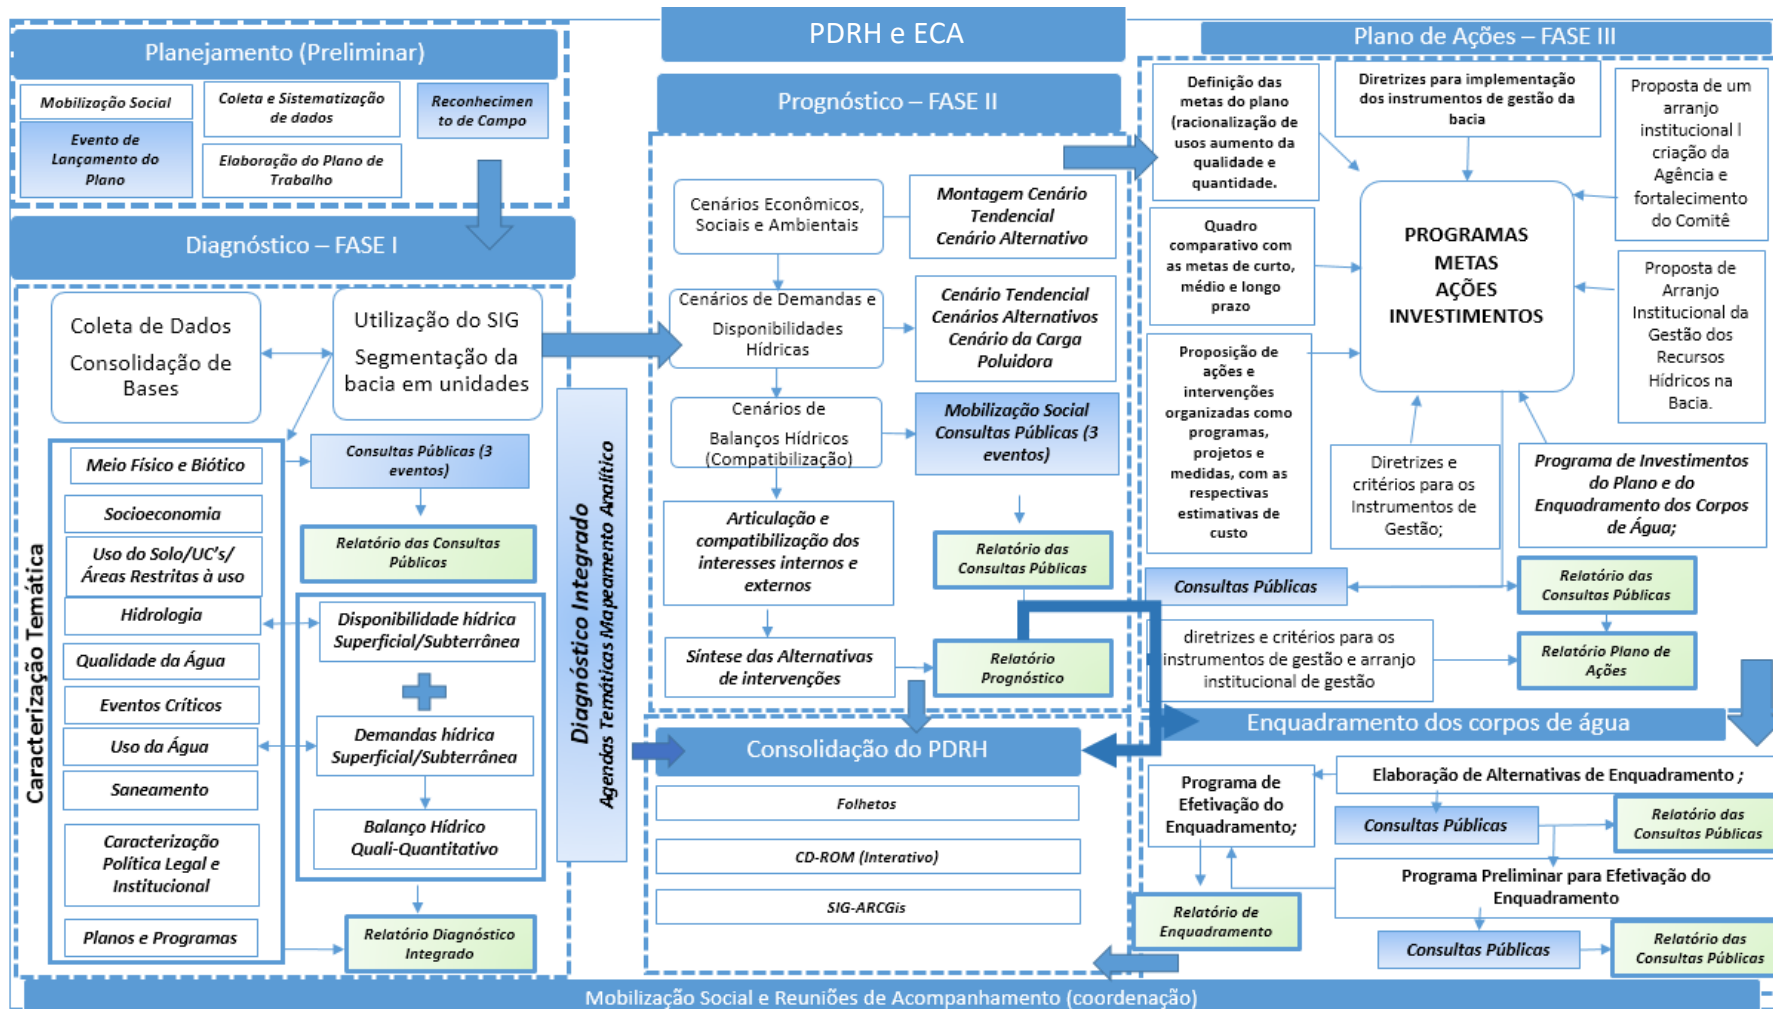 PDRH e ECA
Planejamento (Preliminar)
Mobilização Social
Evento de
Lançamento do
Plano
Coleta e Sistematização
de dados
Elaboração do Plano de
Trabalho
Reconhecimen
to de Campo
Diagnóstico – FASE I
Coleta de Dados
Consolidação de
Bases
Utilização do SIG
Segmentação da
bacia em unidades
Caracterização Temática
Meio Físico e Biótico
Socioeconomia
Uso do Solo/UC's/
Áreas Restritas à uso
Hidrologia
Qualidade da Água
Eventos Críticos
Uso da Água
Saneamento
Caracterização
Política Legal e
Institucional
Planos e Programas
Consultas Públicas (3
eventos)
Relatório das Consultas
Públicas
Disponibilidade hídrica
Superficial/Subterrânea
Demandas hídrica
Superficial/Subterrânea
Balanço Hídrico
Quali-Quantitativo
Relatório Diagnóstico
Integrado
Diagnóstico Integrado
Agendas Temáticas Mapeamento Analítico
Prognóstico – FASE II
Cenários Econômicos,
Sociais e Ambientais
Montagem Cenário
Tendencial
Cenário Alternativo
Cenários de Demandas e
Disponibilidades
Hídricas
Cenário Tendencial
Cenários Alternativos
Cenário da Carga
Poluidora
Cenários de
Balanços Hídricos
(Compatibilização)
Mobilização Social
Consultas Públicas (3
eventos)
Articulação e
compatibilização dos
interesses internos e
externos
Relatório das
Consultas Públicas
Síntese das Alternativas
de intervenções
Relatório
Prognóstico
Consolidação do PDRH
Folhetos
CD-ROM (Interativo)
SIG-ARCGis
Plano de Ações – FASE III
Definição das
metas do plano
(racionalização de
usos aumento da
qualidade e
quantidade.
Diretrizes para implementação
dos instrumentos de gestão da
bacia
Proposta de um
arranjo
institucional l
criação da
Agência e
fortalecimento
do Comitê
Quadro
comparativo com
as metas de curto,
médio e longo
prazo
PROGRAMAS
METAS
AÇÕES
INVESTIMENTOS
Proposta de
Arranjo
Institucional da
Gestão dos
Recursos
Hídricos na
Bacia.
Proposição de
ações e
intervenções
organizadas como
programas,
projetos e
medidas, com as
respectivas
estimativas de
custo
Diretrizes e
critérios para os
Instrumentos de
Gestão;
Programa de Investimentos
do Plano e do
Enquadramento dos Corpos
de Água;
Consultas Públicas
Relatório das
Consultas Públicas
diretrizes e critérios para os
instrumentos de gestão e arranjo
institucional de gestão
Relatório Plano de
Ações
Enquadramento dos corpos de água
Programa de
Efetivação do
Enquadramento;
Elaboração de Alternativas de Enquadramento ;
Consultas Públicas
Relatório das
Consultas Públicas
Programa Preliminar para Efetivação do
Enquadramento
Relatório de
Enquadramento
Consultas Públicas
Relatório das
Consultas Públicas
Mobilização Social e Reuniões de Acompanhamento (coordenação)